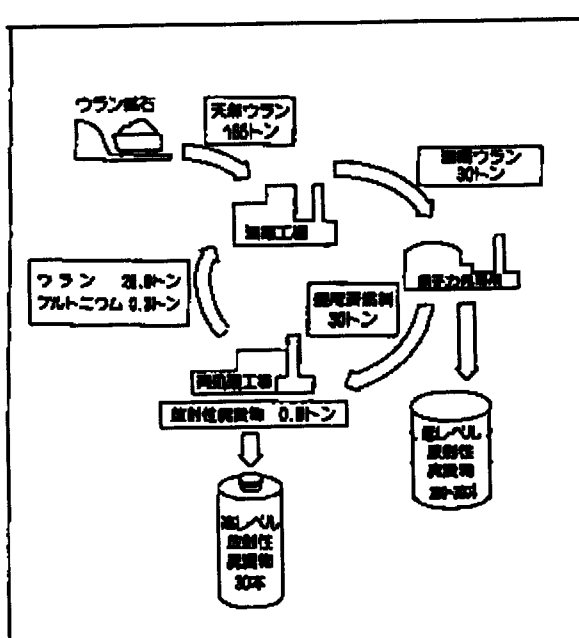 ウラン鉱石
天然ウラン
165トン
濃縮ウラン
30トン
濃縮工場
原子力発電所
ウラン
プルトニウム 0.3トン
使用済燃料
30トン
再処理工場
放射性廃棄物
高レベル
放射性
廃棄物
30本
低レベル
放射性
廃棄物